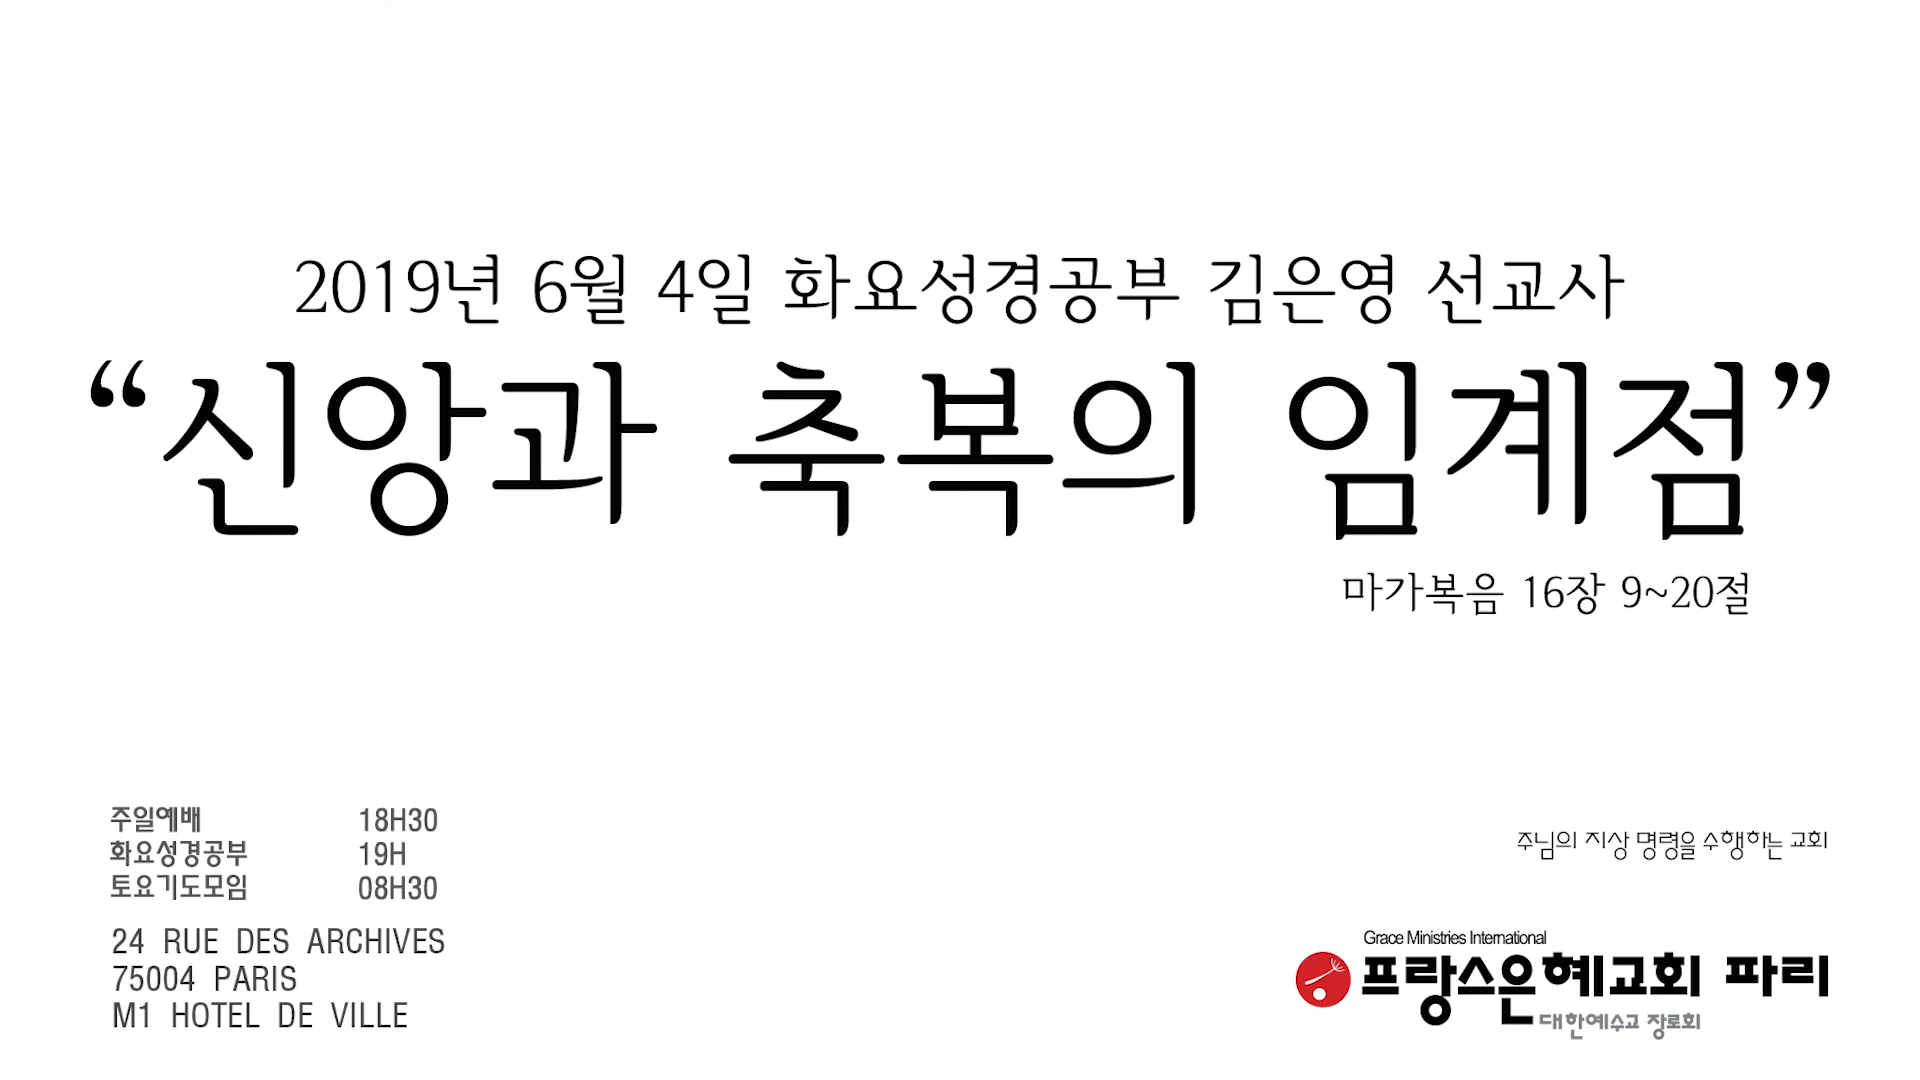 2019년 6월 4일 화요성경공부 김은영 선교사
“신앙과 축복의 임계점”
마가복음 16장 9~20절
주일예배 18H30
화요성경공부 19H
토요기도모임 08H30
24 RUE DES ARCHIVES
75004 PARIS
M1 HOTEL DE VILLE
주님의 지상 명령을 수행하는 교회
Grace Ministries International
프랑스은혜교회 파리
대한예수교 장로회